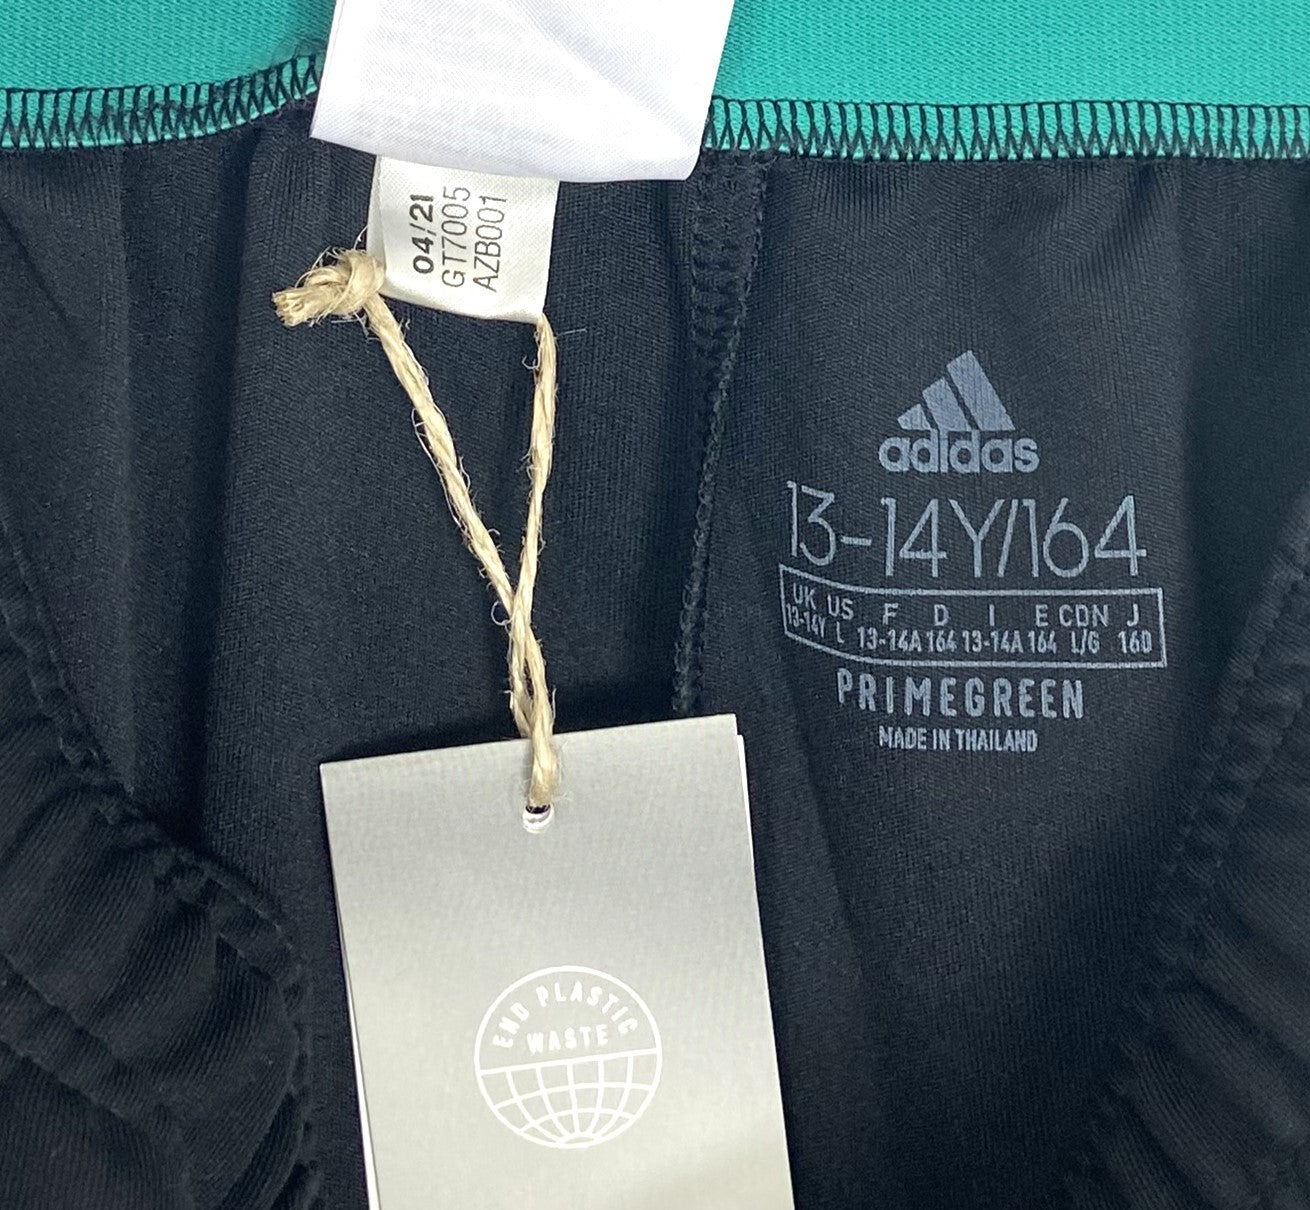 04/21
GT7005
AZB001
adidas
13-14Y/164
UK US F D I E CDN J
13-14Y L 13-14A 164 13-14A 164 L/G 160
PRIMEGREEN
MADE IN THAILAND
END PLASTIC
WASTE